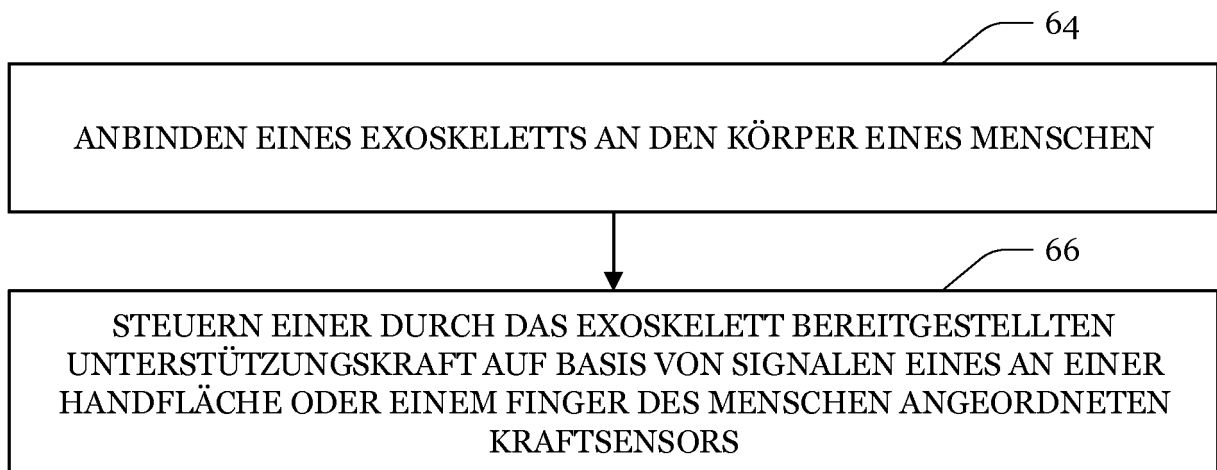 64
ANBINDEN EINES EXOSKELETTS AN DEN KÖRPER EINES MENSCHEN
66
STEUERN EINER DURCH DAS EXOSKELETT BEREITGESTELLTEN
UNTERSTÜTZUNGSKRAFT AUF BASIS VON SIGNALEN EINES AN EINER
HANDFLÄCHE ODER EINEM FINGER DES MENSCHEN ANGEORDNETEN
KRAFTSENSORS